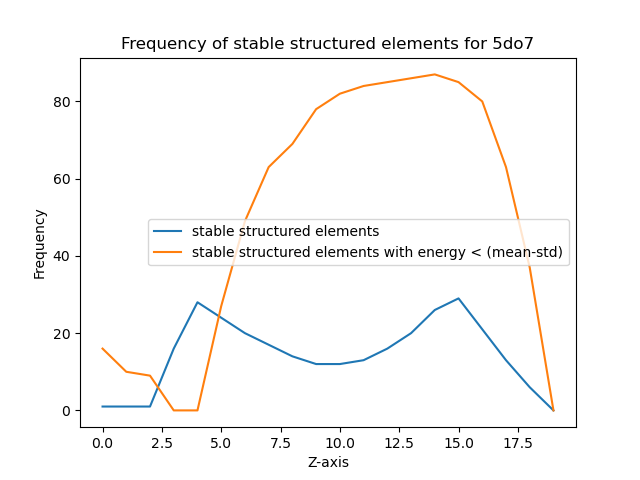 Frequency of stable structured elements for 5do7
80
60
40
20
0
Frequency
stable structured elements
stable structured elements with energy < (mean-std)
0.0 2.5 5.0 7.5 10.0 12.5 15.0 17.5
Z-axis